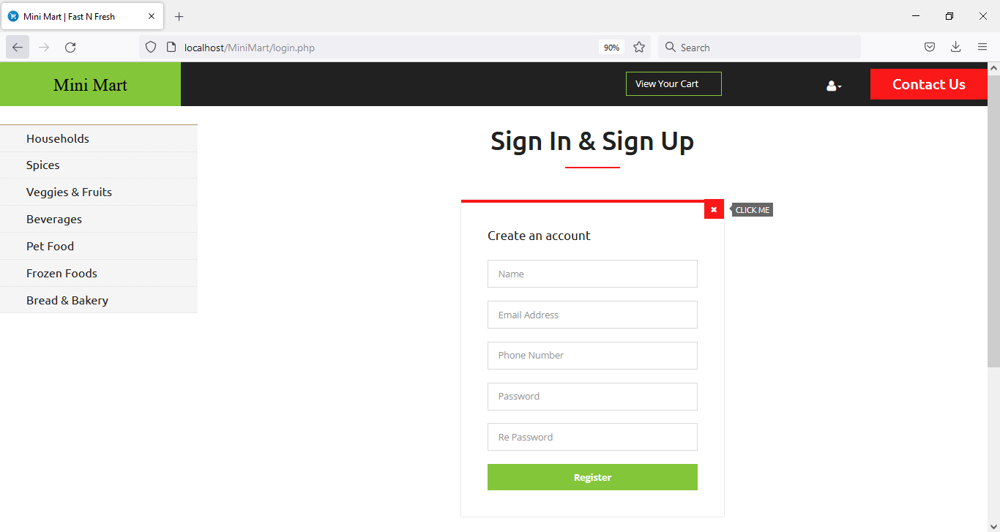 Mini Mart | Fast N Fresh
localhost/MiniMart/login.php
90%
Search
Mini Mart
View Your Cart
Contact Us
Households
Spices
Veggies & Fruits
Beverages
Pet Food
Frozen Foods
Bread & Bakery
Sign In & Sign Up
CLICK ME
Create an account
Name
Email Address
Phone Number
Password
Re Password
Register